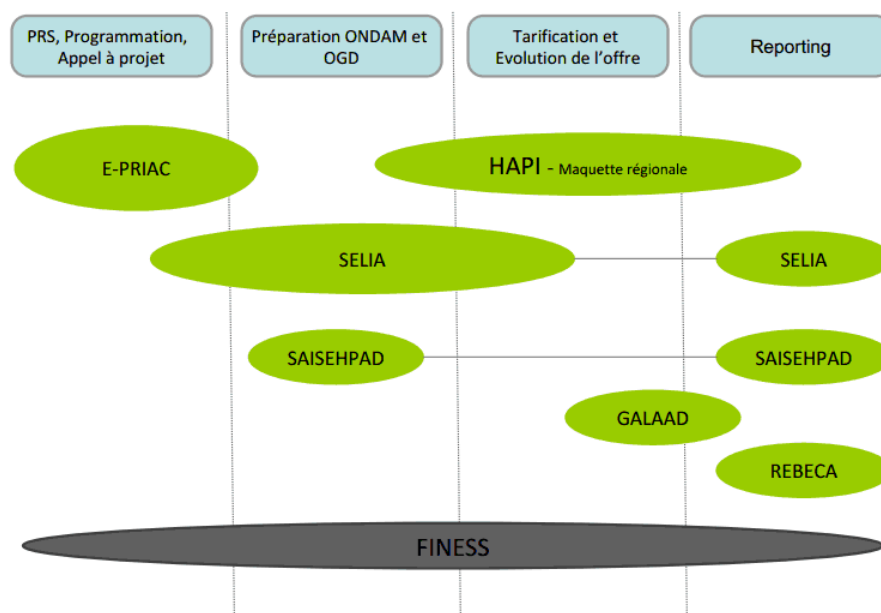 PRS, Programmation,
Appel à projet
Préparation ONDAM et
OGD
Tarification et
Evolution de l'offre
Reporting
E-PRIAC
HAPI - Maquette régionale
SELIA
SELIA
SAISEHPAD
SAISEHPAD
GALAAD
REBECA
FINESS